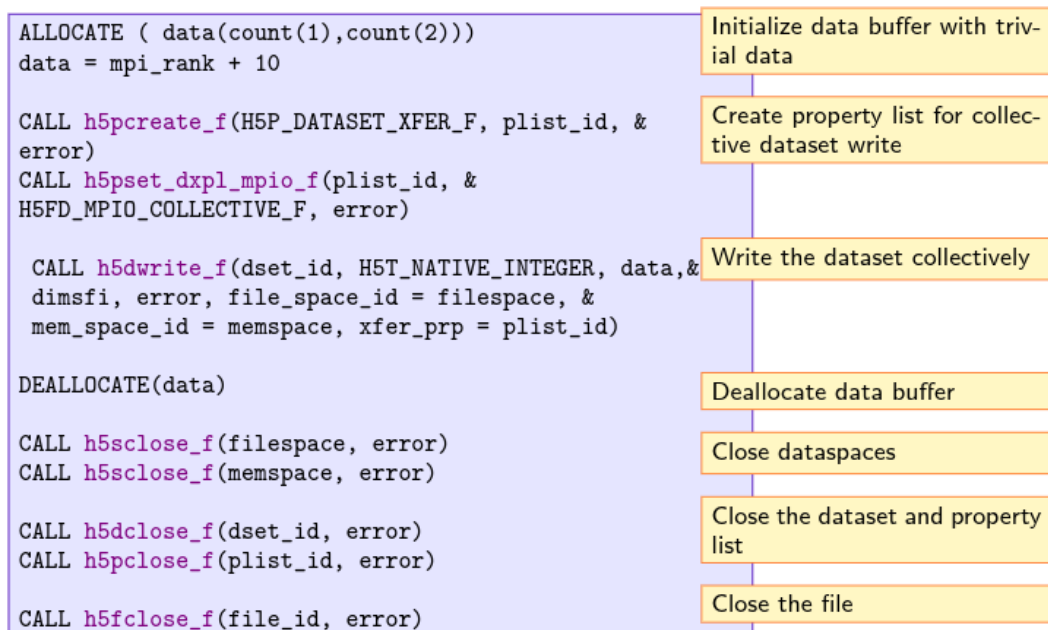 ALLOCATE ( data(count(1),count(2)))
data = mpi_rank + 10
Initialize data buffer with triv-
ial data
CALL h5pcreate_f(H5P_DATASET_XFER_F, plist_id, &
error)
CALL h5pset_dxpl_mpio_f(plist_id, &
H5FD_MPIO_COLLECTIVE_F, error)
Create property list for collec-
tive dataset write
CALL h5dwrite_f(dset_id, H5T_NATIVE_INTEGER, data,&
dimsfi, error, file_space_id = filespace, &
mem_space_id = memspace, xfer_prp = plist_id)
Write the dataset collectively
DEALLOCATE(data)
Deallocate data buffer
CALL h5sclose_f(filespace, error)
CALL h5sclose_f(memspace, error)
Close dataspaces
CALL h5dclose_f(dset_id, error)
CALL h5pclose_f(plist_id, error)
Close the dataset and property
list
CALL h5fclose_f(file_id, error)
Close the file